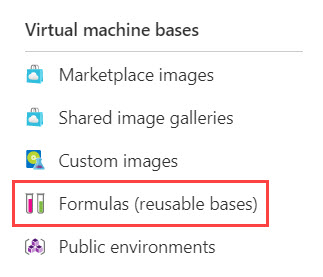 Virtual machine bases
Marketplace images
Shared image galleries
Custom images
Formulas (reusable bases)
Public environments